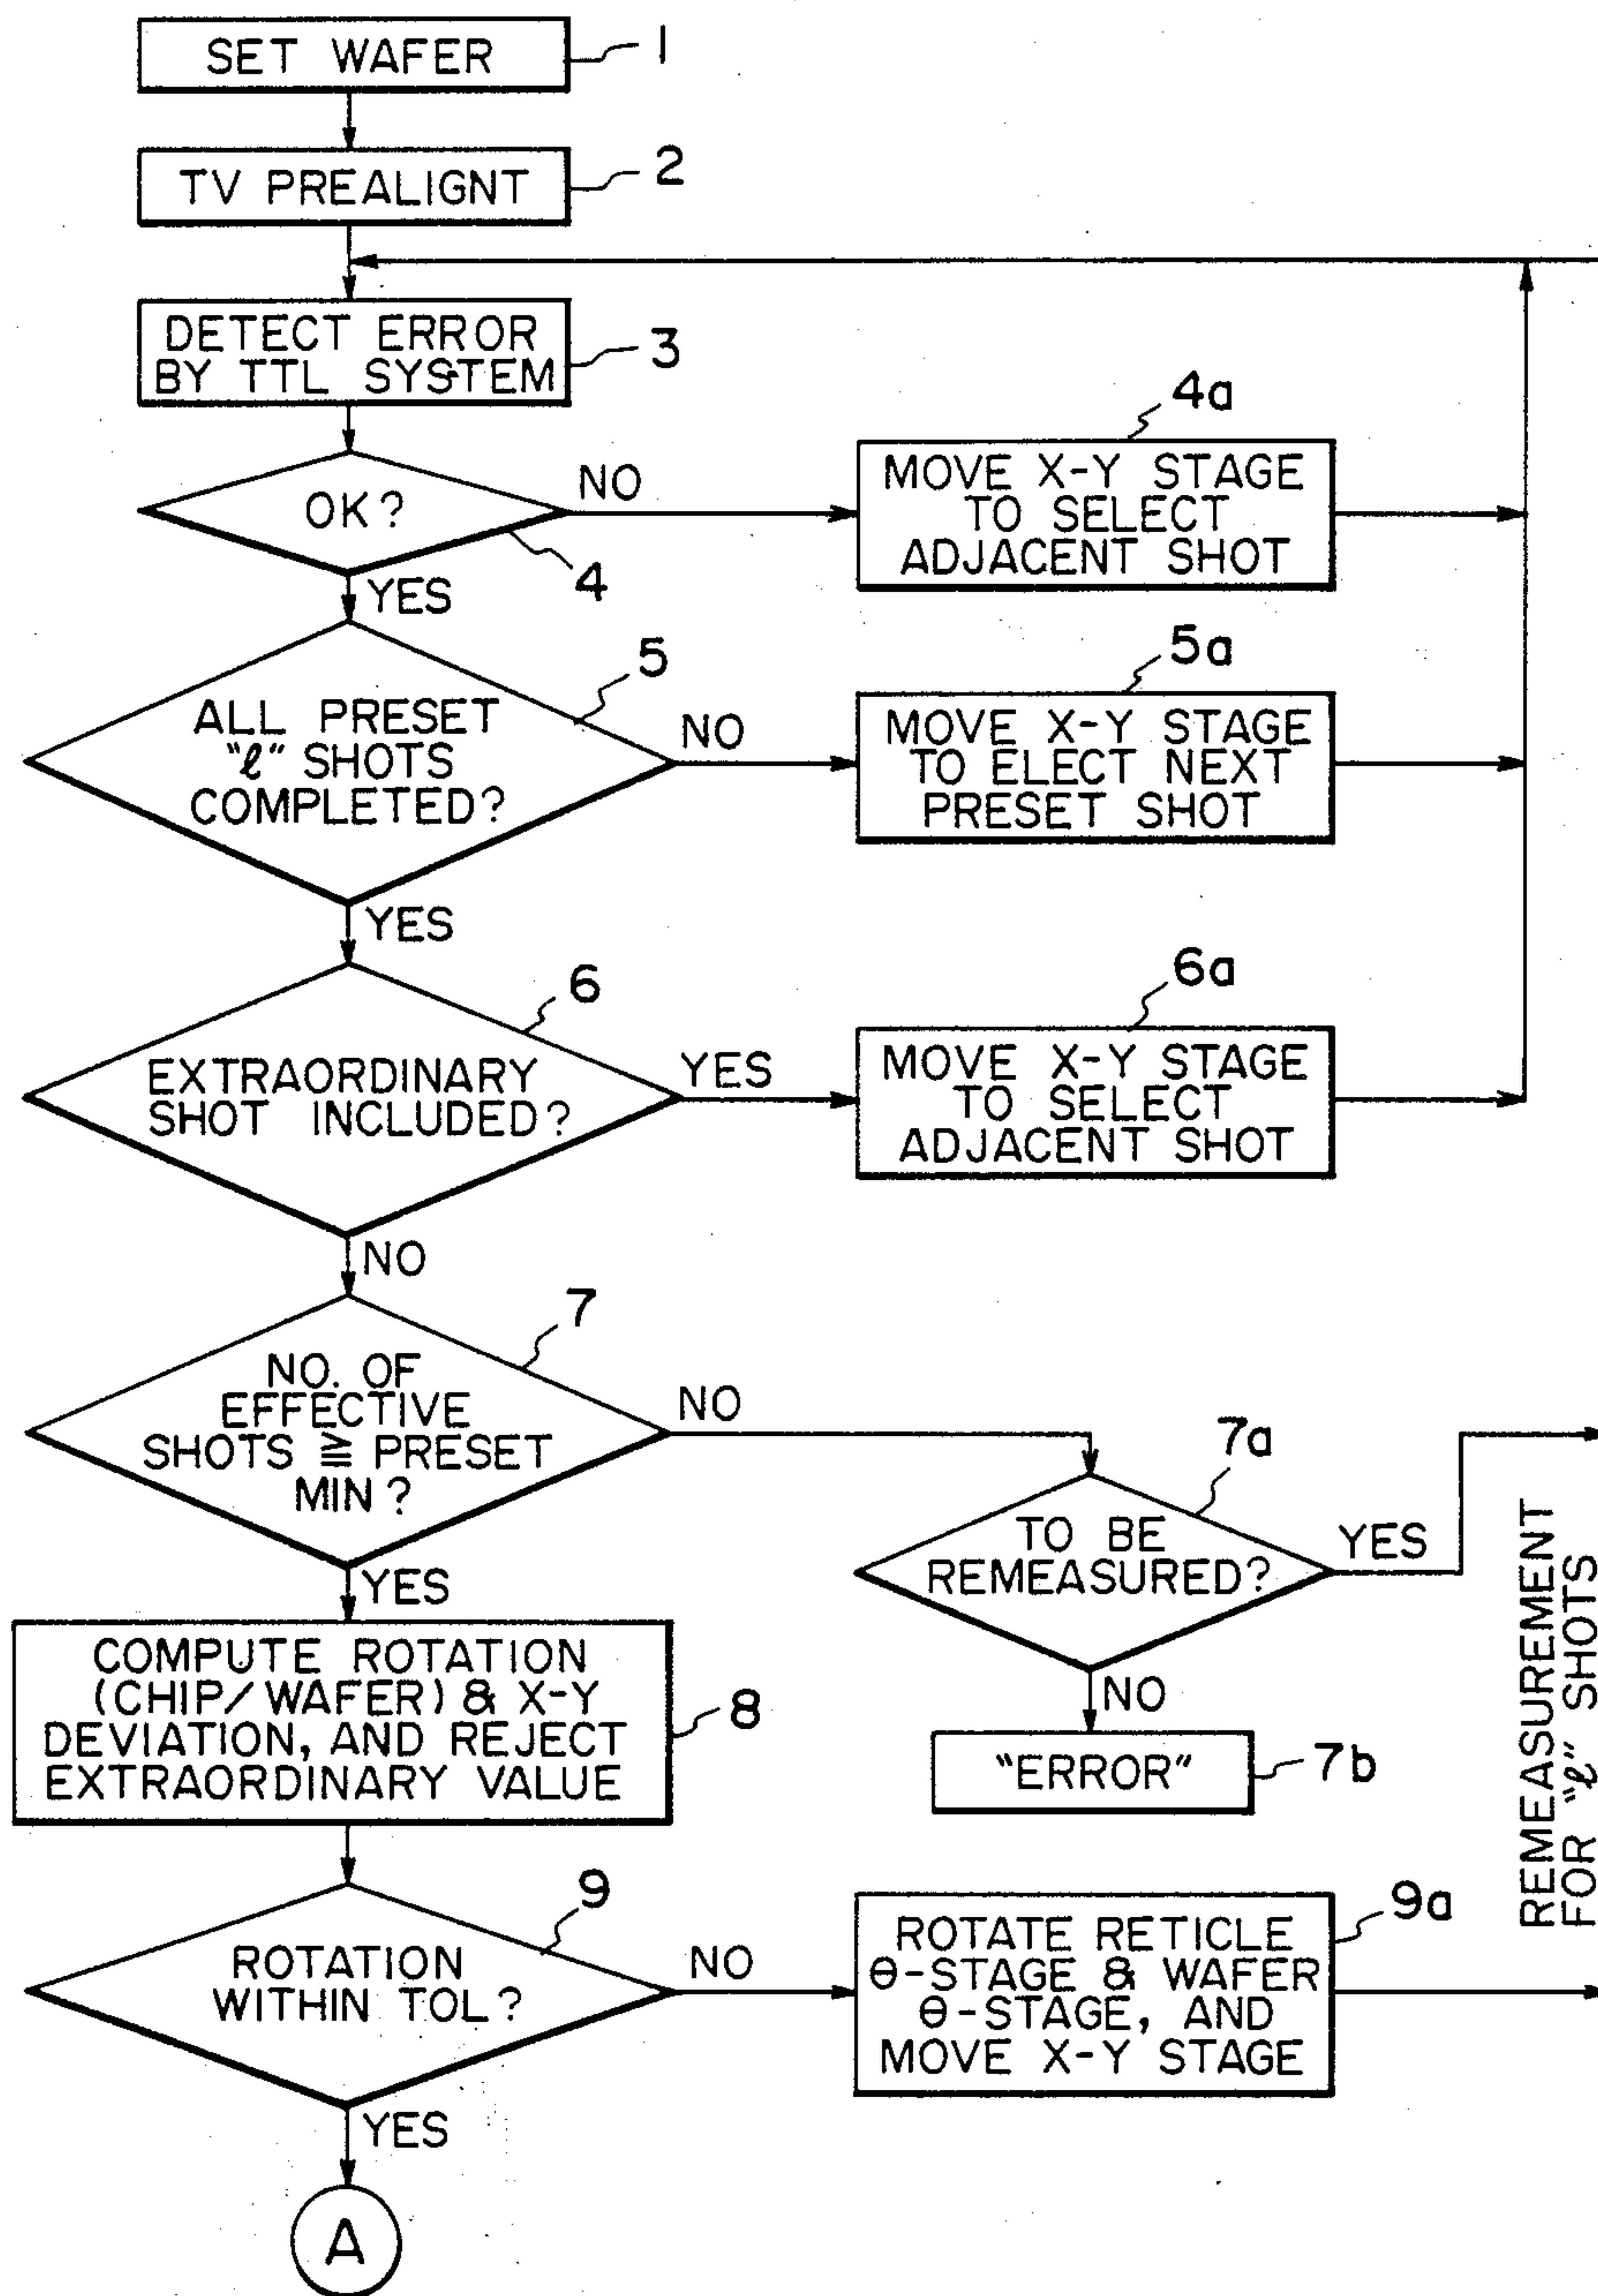 SET WAFER
1
TV PREALIGNT
2
DETECT ERROR
BY TTL SYSTEM
3
OK?
4
NO
YES
MOVE X-Y STAGE
TO SELECT
ADJACENT SHOT
4a
ALL PRESET
"ℓ" SHOTS
COMPLETED?
5
NO
YES
MOVE X-Y STAGE
TO ELECT NEXT
PRESET SHOT
5a
EXTRAORDINARY
SHOT INCLUDED?
6
YES
NO
MOVE X-Y STAGE
TO SELECT
ADJACENT SHOT
6a
NO. OF
EFFECTIVE
SHOTS ≧ PRESET
MIN?
7
NO
YES
TO BE
REMEASURED?
7a
YES
NO
"ERROR"
7b
REMEASUREMENT
FOR "ℓ" SHOTS
COMPUTE ROTATION
(CHIP/WAFER) & X-Y
DEVIATION, AND REJECT
EXTRAORDINARY VALUE
8
ROTATION
WITHIN TOL?
9
NO
YES
ROTATE RETICLE
θ-STAGE & WAFER
θ-STAGE, AND
MOVE X-Y STAGE
9a
A